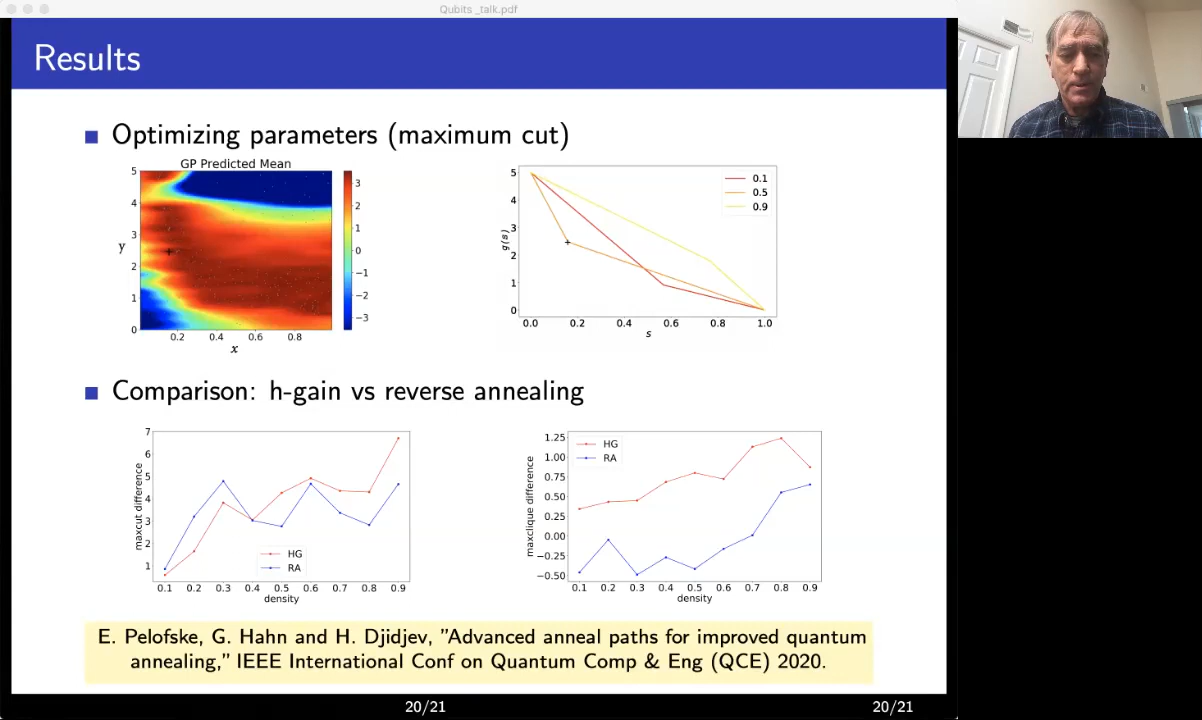 Qubits _talk.pdf
Results
Optimizing parameters (maximum cut)
GP Predicted Mean
5
4
3
2
1
0
y
0.2 0.4 0.6 0.8
x
3
2
1
0
−1
−2
−3
5
4
3
2
1
0
g(s)
0.0 0.2 0.4 0.6 0.8 1.0
s
0.1
0.5
0.9
Comparison: h-gain vs reverse annealing
7
6
5
4
3
2
1
maxcut difference
HG
RA
0.1 0.2 0.3 0.4 0.5 0.6 0.7 0.8 0.9
density
1.25
1.00
0.75
0.50
0.25
0.00
−0.25
−0.50
maxclique difference
HG
RA
0.1 0.2 0.3 0.4 0.5 0.6 0.7 0.8 0.9
density
E. Pelofske, G. Hahn and H. Djidjev, "Advanced anneal paths for improved quantum
annealing," IEEE International Conf on Quantum Comp & Eng (QCE) 2020.
20/21
20/21